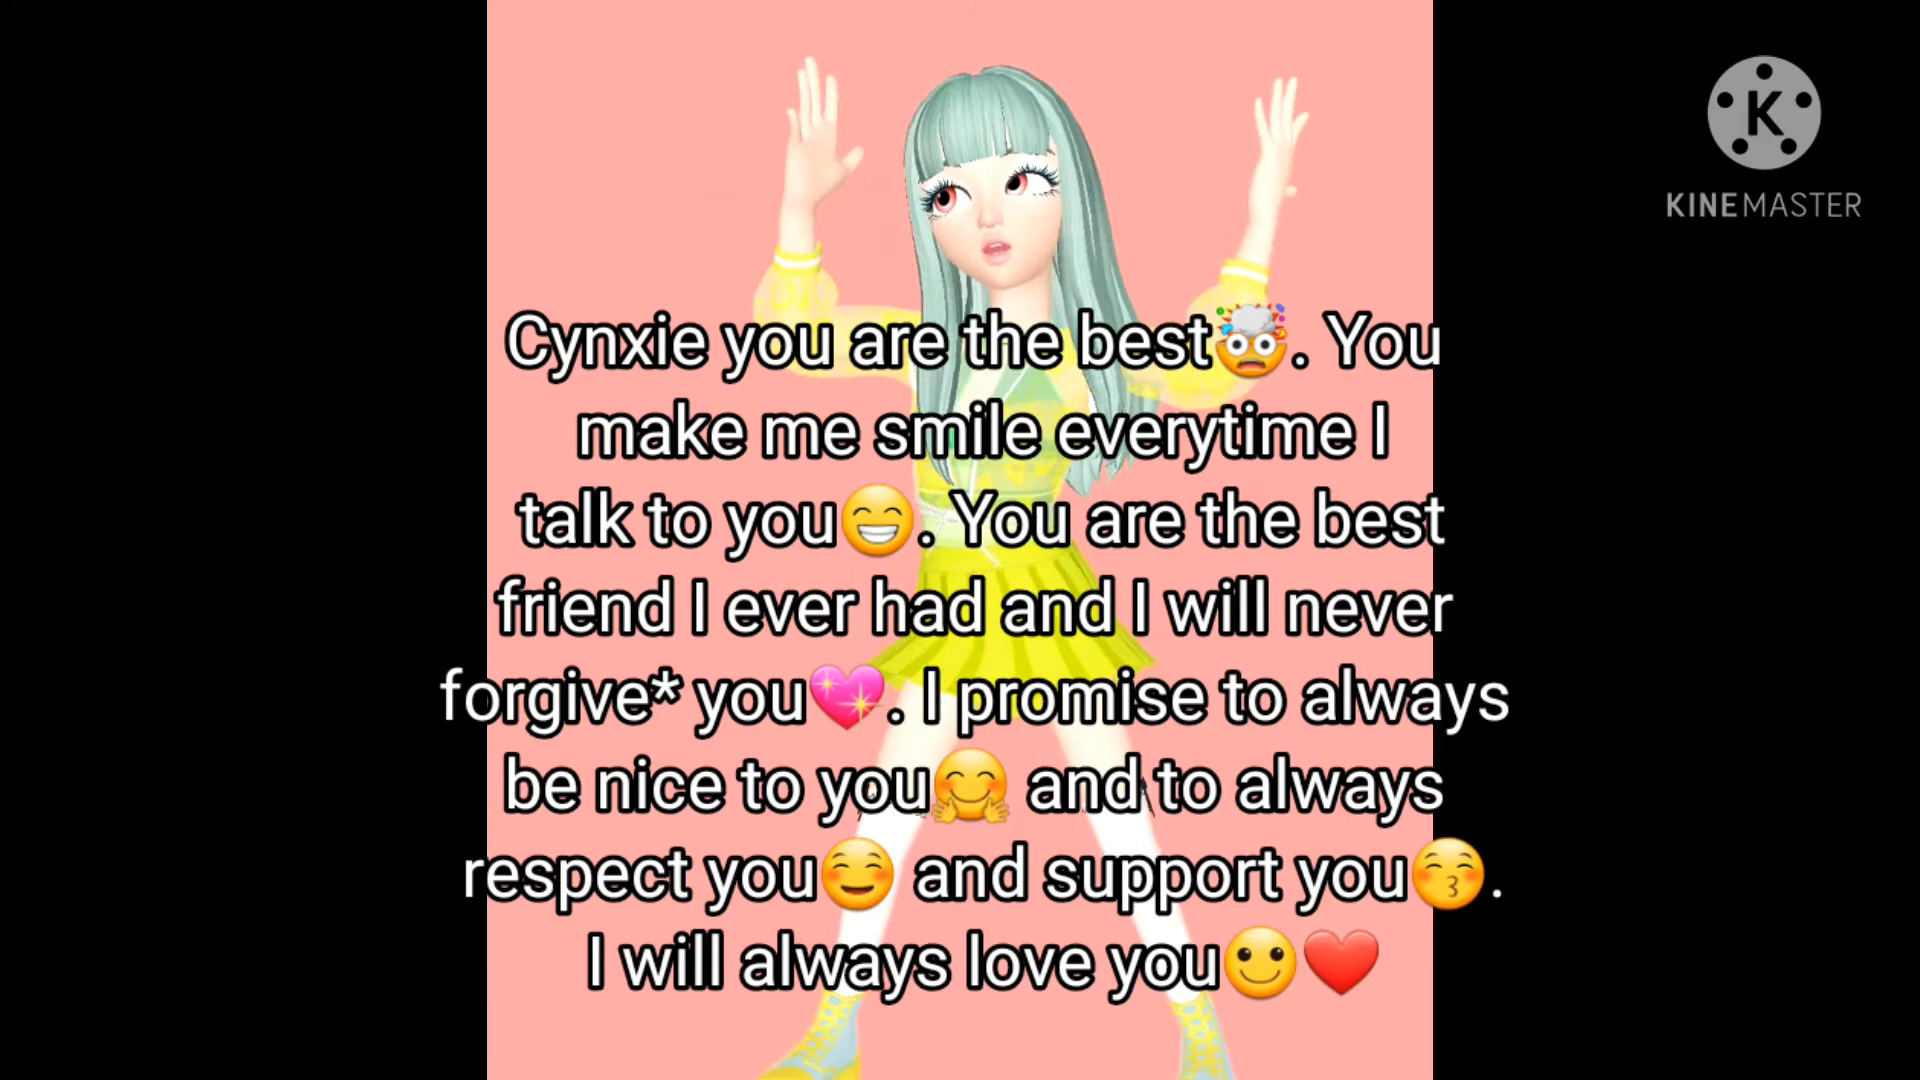 K
KINEMASTER
Cynxie you are the best🤯. You
make me smile everytime I
talk to you😁. You are the best
friend I ever had and I will never
forgive* you💖. I promise to always
be nice to you🤗 and to always
respect you☺️ and support you😚.
I will always love you🙂❤️